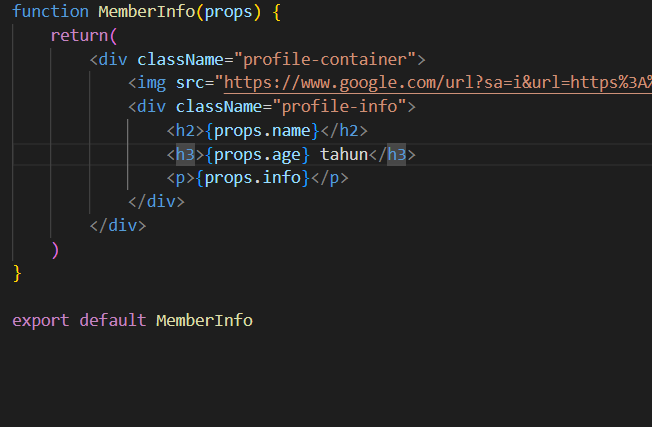 function MemberInfo(props) {
return(
<div className="profile-container">
<img src="https://www.google.com/url?sa=i&url=https%3A%
<div className="profile-info">
<h2>{props.name}</h2>
<h3>{props.age} tahun</h3>
<p>{props.info}</p>
</div>
</div>
)
}
export default MemberInfo